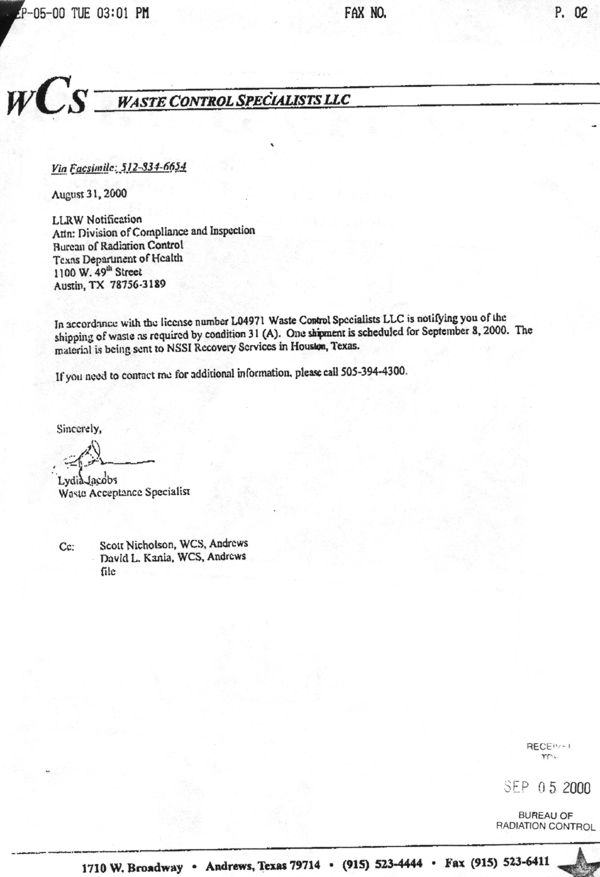 EP-05-00 TUE 03:01 PM FAX NO. P. 02
WCS WASTE CONTROL SPECIALISTS LLC
Via Facsimile: 512-834-6654
August 31, 2000
LLRW Notification
Attn: Division of Compliance and Inspection
Bureau of Radiation Control
Texas Department of Health
1100 W. 49th Street
Austin, TX 78756-3189
In accordance with the license number L04971 Waste Control Specialists LLC is notifying you of the
shipping of waste as required by condition 31 (A). One shipment is scheduled for September 8, 2000. The
material is being sent to NSSI Recovery Services in Houston, Texas.
If you need to contact me for additional information, please call 505-394-4300.
Sincerely,
Lydia Jacobs
Waste Acceptance Specialist
Cc: Scott Nicholson, WCS, Andrews
David L. Kania, WCS, Andrews
file
SEP 05 2000
BUREAU OF
RADIATION CONTROL
1710 W. Broadway • Andrews, Texas 79714 • (915) 523-4444 • Fax (915) 523-6411